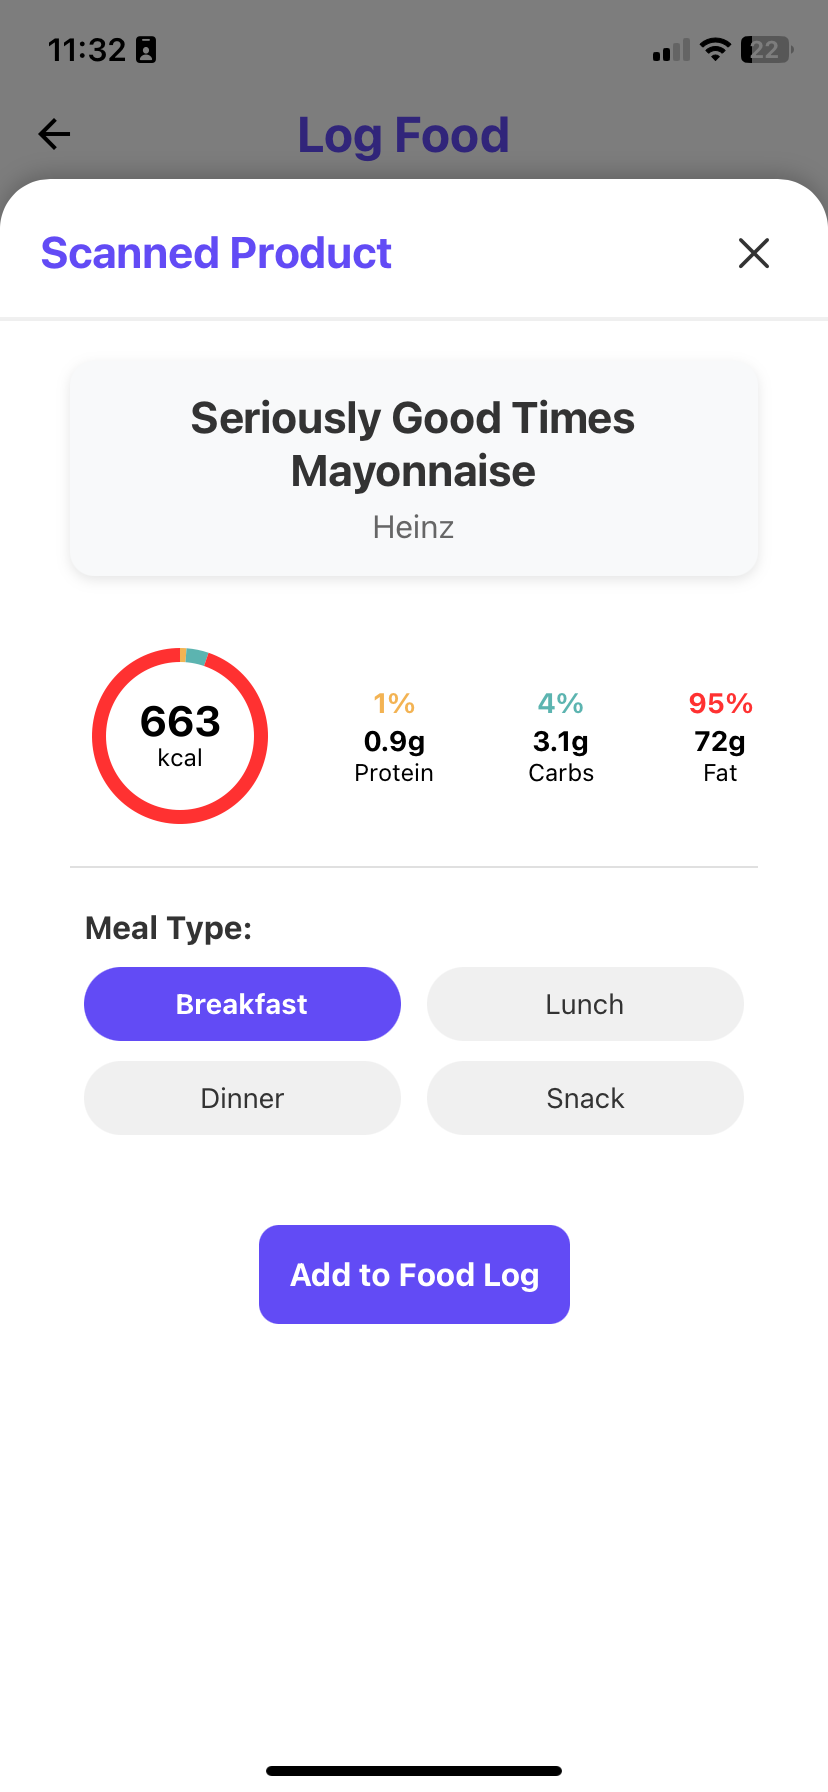 11:32
22
Log Food
Scanned Product
Seriously Good Times
Mayonnaise
Heinz
663
kcal
1%
0.9g
Protein
4%
3.1g
Carbs
95%
72g
Fat
Meal Type:
Breakfast
Lunch
Dinner
Snack
Add to Food Log